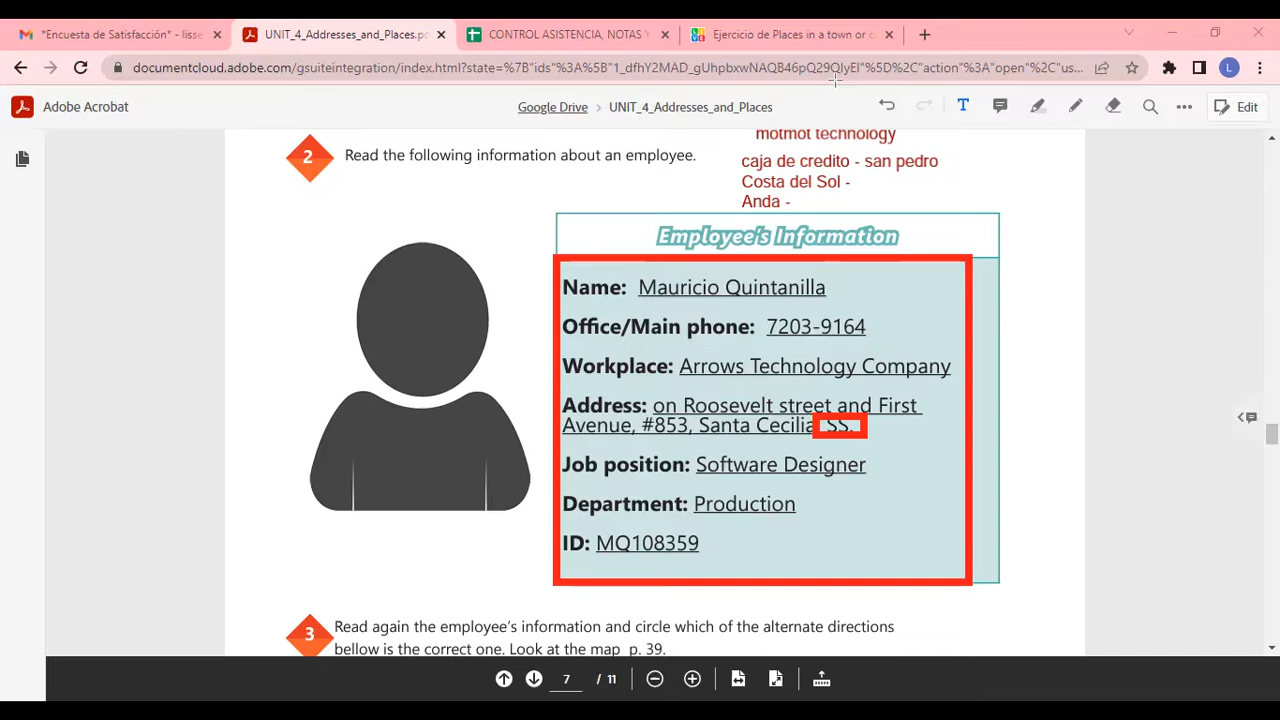 *Encuesta de Satisfacción* - lisse
UNIT_4_Addresses_and_Places.pd
CONTROL ASISTENCIA, NOTAS V
Ejercicio de Places in a town or c
documentcloud.adobe.com/gsuiteintegration/index.html?state=%7B"ids"%3A%5B"1_dfhY2MAD_gUhpbxwNAQB46pQ29QIyEI"%5D%2C"action"%3A"open"%2C"us...
L
Adobe Acrobat
Google Drive > UNIT_4_Addresses_and_Places
Edit
motmot technology
2 Read the following information about an employee.
caja de credito - san pedro
Costa del Sol -
Anda -
Employee's Information
Name: Mauricio Quintanilla
Office/Main phone: 7203-9164
Workplace: Arrows Technology Company
Address: on Roosevelt street and First
Avenue, #853, Santa Cecilia SS.
Job position: Software Designer
Department: Production
ID: MQ108359
3 Read again the employee's information and circle which of the alternate directions
bellow is the correct one. Look at the map p. 39.
7 / 11